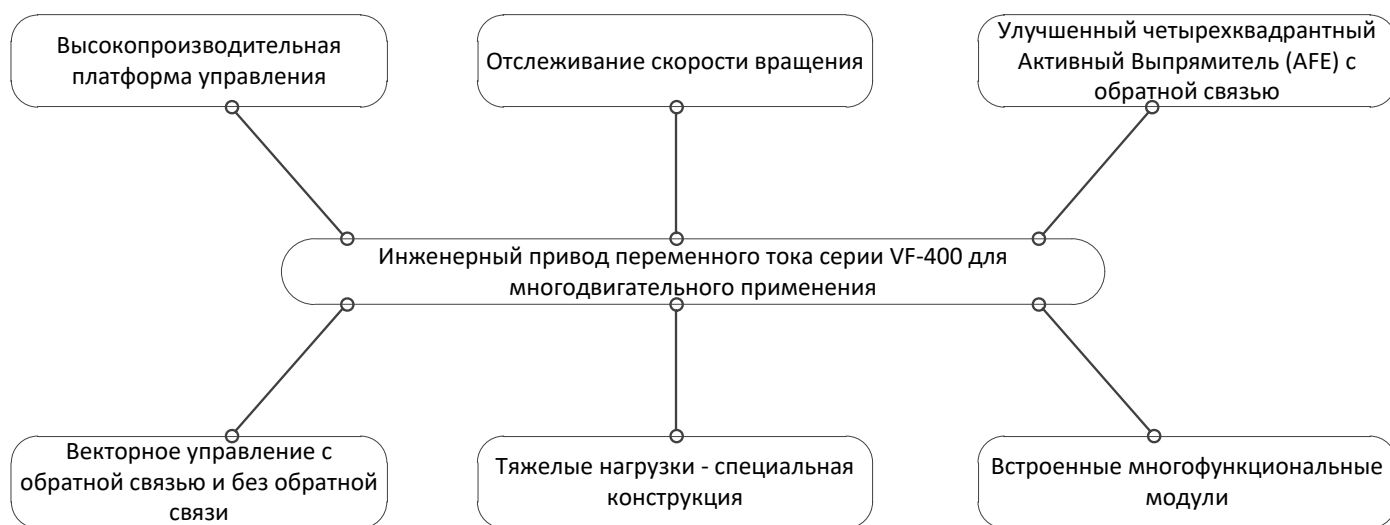 Высокопроизводительная
платформа управления
Отслеживание скорости вращения
Улучшенный четырехквадрантный
Активный Выпрямитель (AFE) с
обратной связью
Инженерный привод переменного тока серии VF-400 для
многодвигательного применения
Векторное управление с
обратной связью и без обратной
связи
Тяжелые нагрузки - специальная
конструкция
Встроенные многофункциональные
модули